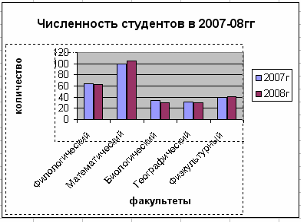 Численность студентов в 2007-08гг
количество
120
100
80
60
40
20
0
Филологический
Математический
Биологический
Географический
Физкультурный
факультеты
2007г
2008г